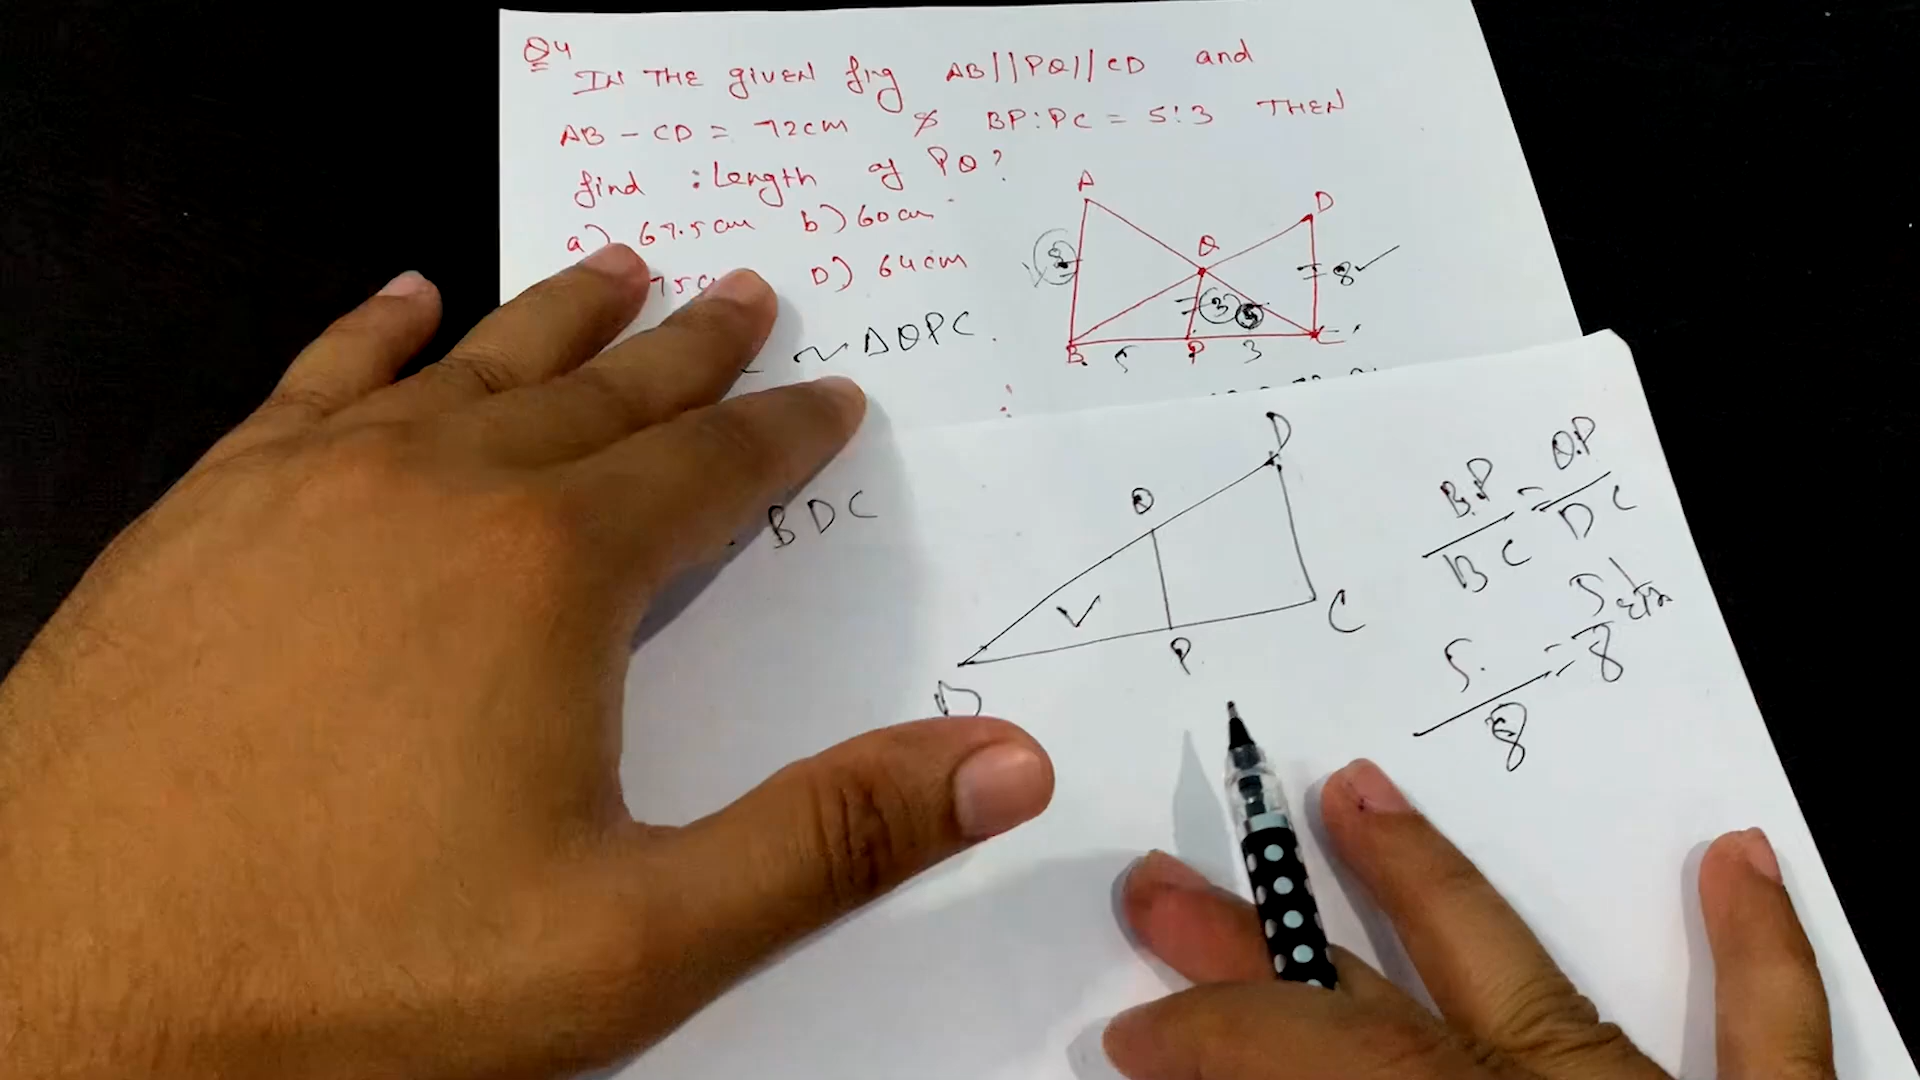 Q4
IN THE given fig AB||PQ||CD and
AB - CD = 72cm & BP:PC = 5:3 THEN
find : Length of PQ?
a) 67.5cm b) 60cm
75c D) 64cm
~ ΔQPC.
A
D
Q
8
8
3
5
B
5
P
3
C
BDC
D
Q
P
C
B.P = Q.P
BC DC
5. = 5
8 8